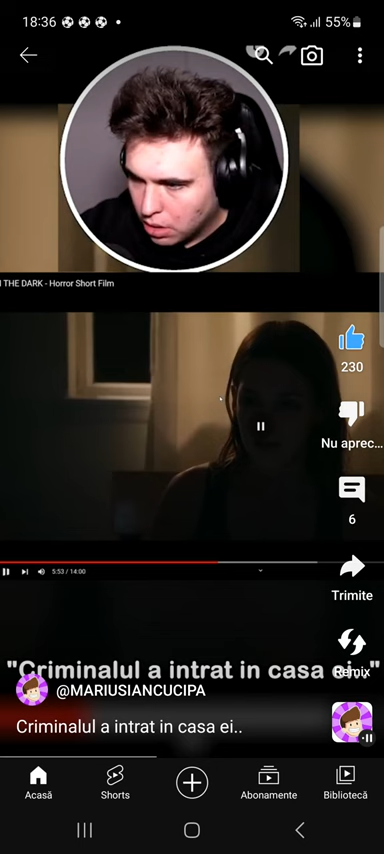 18:36
55%
I THE DARK - Horror Short Film
230
Nu aprec...
6
5:53 / 14:00
Trimite
Remix
"Criminalul a intrat in casa ei.."
@MARIUSIANCUCIPA
Criminalul a intrat in casa ei..
Acasă
Shorts
Abonamente
Bibliotecă